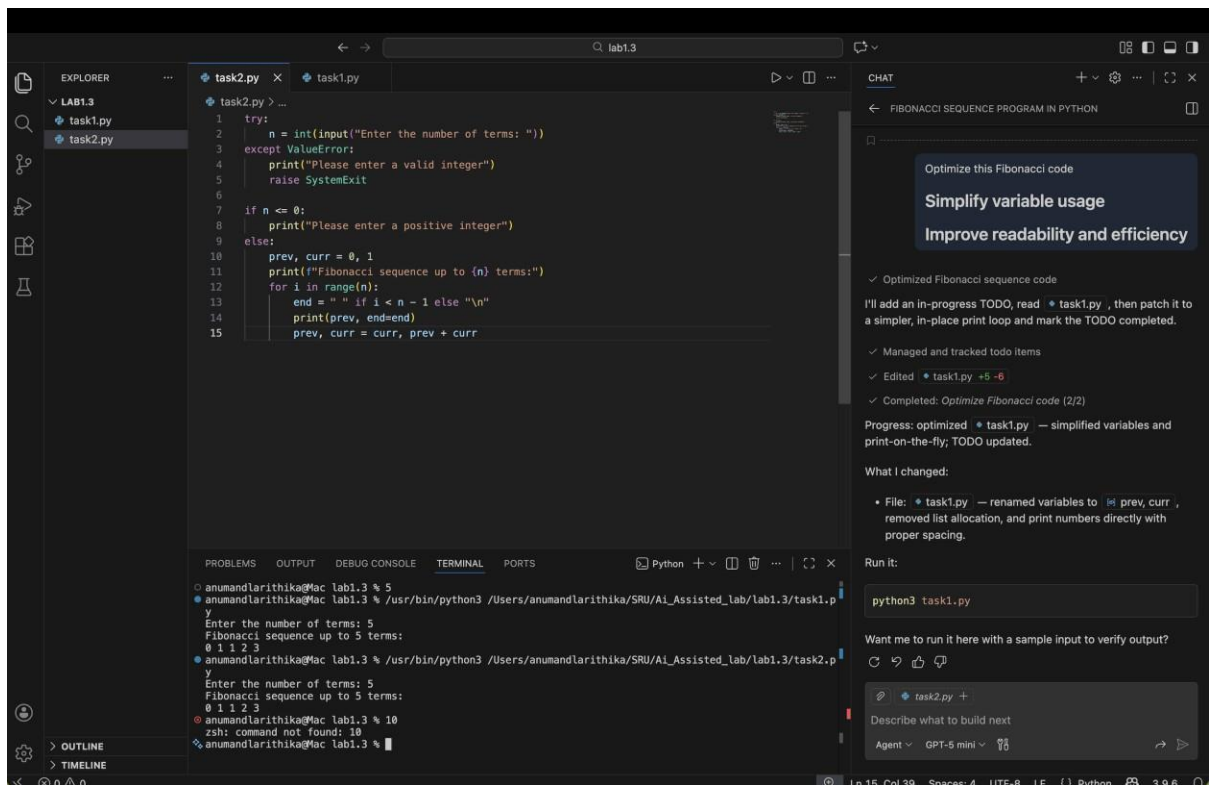 lab1.3
EXPLORER
LAB1.3
task1.py
task2.py
OUTLINE
TIMELINE
task2.py
task1.py
task2.py > ...
1 try:
2 n = int(input("Enter the number of terms: "))
3 except ValueError:
4 print("Please enter a valid integer")
5 raise SystemExit
6
7 if n <= 0:
8 print("Please enter a positive integer")
9 else:
10 prev, curr = 0, 1
11 print(f"Fibonacci sequence up to {n} terms:")
12 for i in range(n):
13 end = " " if i < n - 1 else "\n"
14 print(prev, end=end)
15 prev, curr = curr, prev + curr
PROBLEMS OUTPUT DEBUG CONSOLE TERMINAL PORTS
Python
anumandlarithika@Mac lab1.3 % 5
anumandlarithika@Mac lab1.3 % /usr/bin/python3 /Users/anumandlarithika/SRU/Ai_Assisted_lab/lab1.3/task1.p
y
Enter the number of terms: 5
Fibonacci sequence up to 5 terms:
0 1 1 2 3
anumandlarithika@Mac lab1.3 % /usr/bin/python3 /Users/anumandlarithika/SRU/Ai_Assisted_lab/lab1.3/task2.p
y
Enter the number of terms: 5
Fibonacci sequence up to 5 terms:
0 1 1 2 3
anumandlarithika@Mac lab1.3 % 10
zsh: command not found: 10
anumandlarithika@Mac lab1.3 %
CHAT
FIBONACCI SEQUENCE PROGRAM IN PYTHON
Optimize this Fibonacci code
Simplify variable usage
Improve readability and efficiency
Optimized Fibonacci sequence code
I'll add an in-progress TODO, read task1.py , then patch it to
a simpler, in-place print loop and mark the TODO completed.
Managed and tracked todo items
Edited task1.py +5 -6
Completed: Optimize Fibonacci code (2/2)
Progress: optimized task1.py — simplified variables and
print-on-the-fly; TODO updated.
What I changed:
• File: task1.py — renamed variables to prev, curr ,
removed list allocation, and print numbers directly with
proper spacing.
Run it:
python3 task1.py
Want me to run it here with a sample input to verify output?
task2.py
Describe what to build next
Agent GPT-5 mini
0 0 Ln 15, Col 39 Spaces: 4 UTF-8 LF { } Python 3.9.6